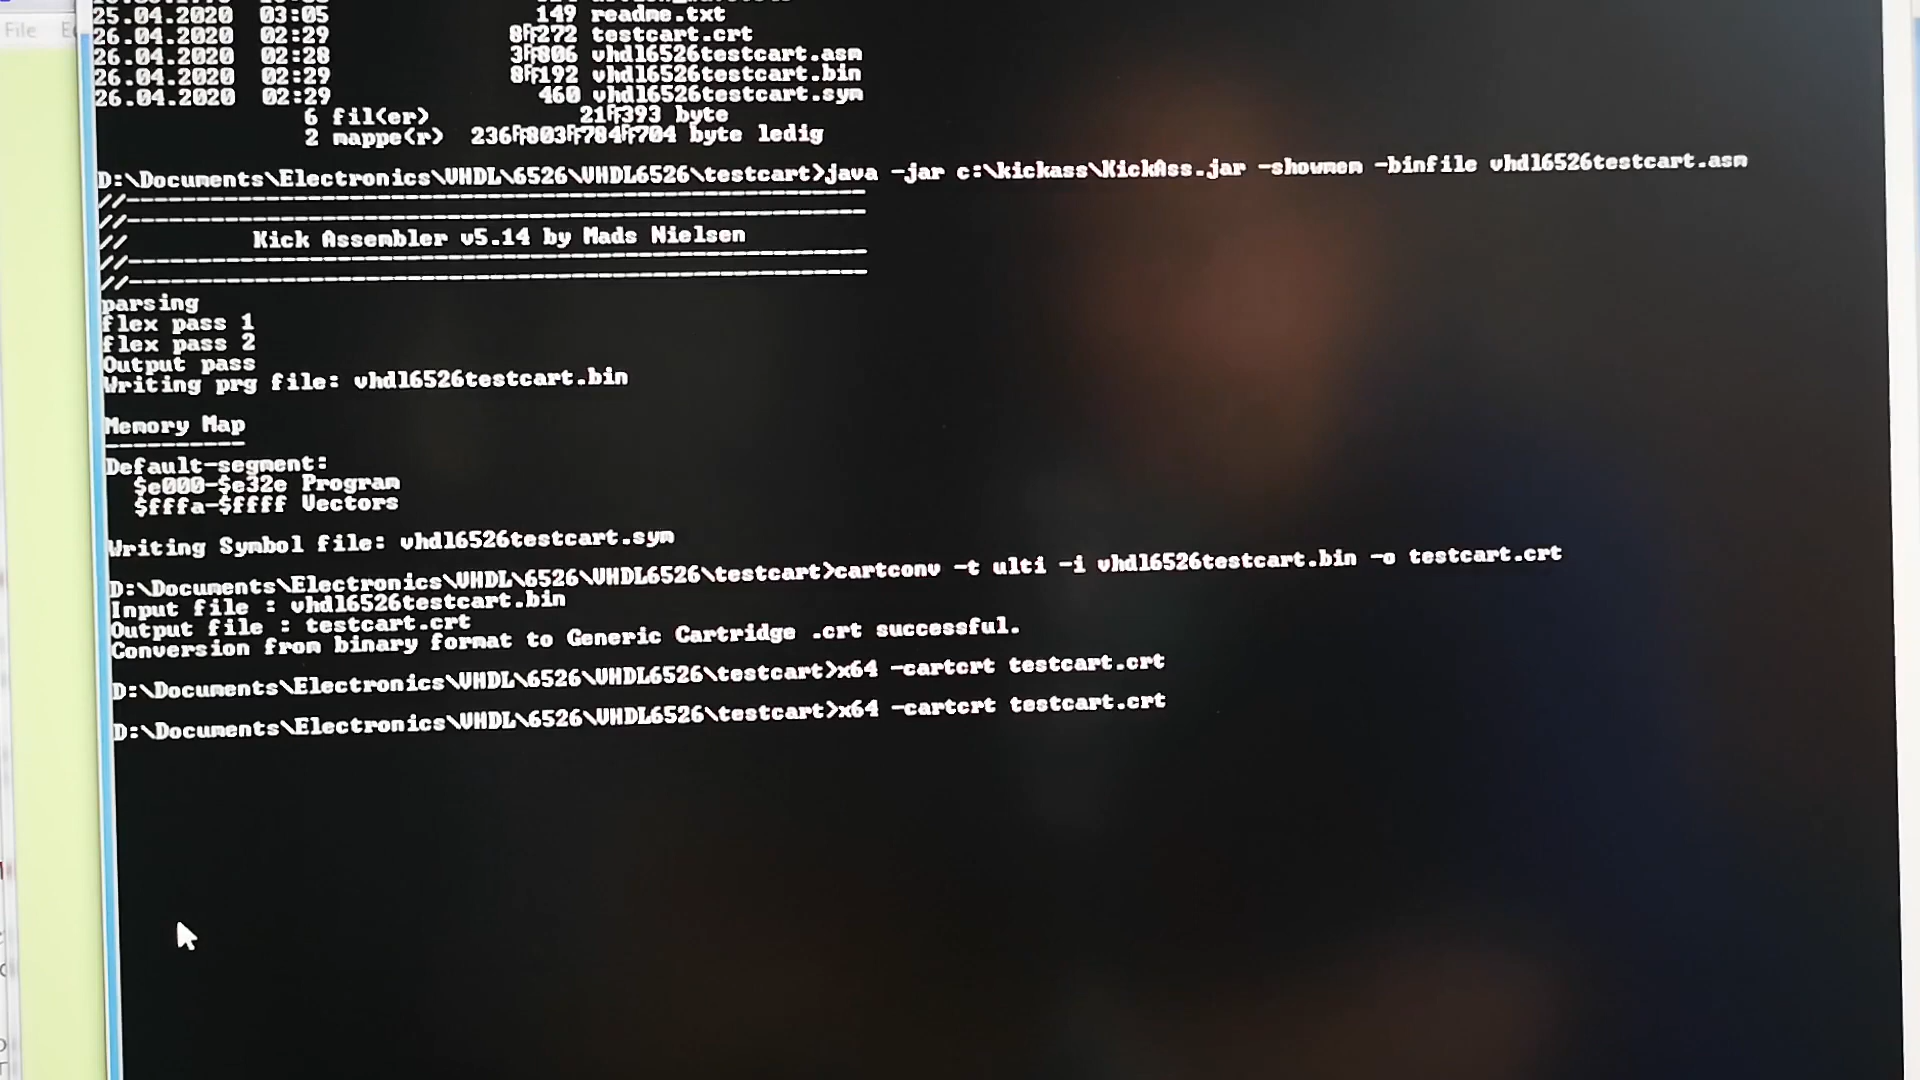 File
25.04.2020 03:05 149 readme.txt
26.04.2020 02:29 8 272 testcart.crt
26.04.2020 02:28 3 806 vhdl6526testcart.asm
26.04.2020 02:29 8 192 vhdl6526testcart.bin
26.04.2020 02:29 460 vhdl6526testcart.sym
6 fil(er) 21 393 byte
2 mappe(r) 236 803 784 704 byte ledig
D:\Documents\Electronics\VHDL\6526\VHDL6526\testcart>java -jar c:\kickass\KickAss.jar -showmem -binfile vhdl6526testcart.asm
//------------------------------------------------------
//------------------------------------------------------
// Kick Assembler v5.14 by Mads Nielsen
//------------------------------------------------------
//------------------------------------------------------
parsing
flex pass 1
flex pass 2
Output pass
Writing prg file: vhdl6526testcart.bin
Memory Map
----------
Default-segment:
$e000-$e32e Program
$fffa-$ffff Vectors
Writing Symbol file: vhdl6526testcart.sym
D:\Documents\Electronics\VHDL\6526\VHDL6526\testcart>cartconv -t ulti -i vhdl6526testcart.bin -o testcart.crt
Input file : vhdl6526testcart.bin
Output file : testcart.crt
Conversion from binary format to Generic Cartridge .crt successful.
D:\Documents\Electronics\VHDL\6526\VHDL6526\testcart>x64 -cartcrt testcart.crt
D:\Documents\Electronics\VHDL\6526\VHDL6526\testcart>x64 -cartcrt testcart.crt